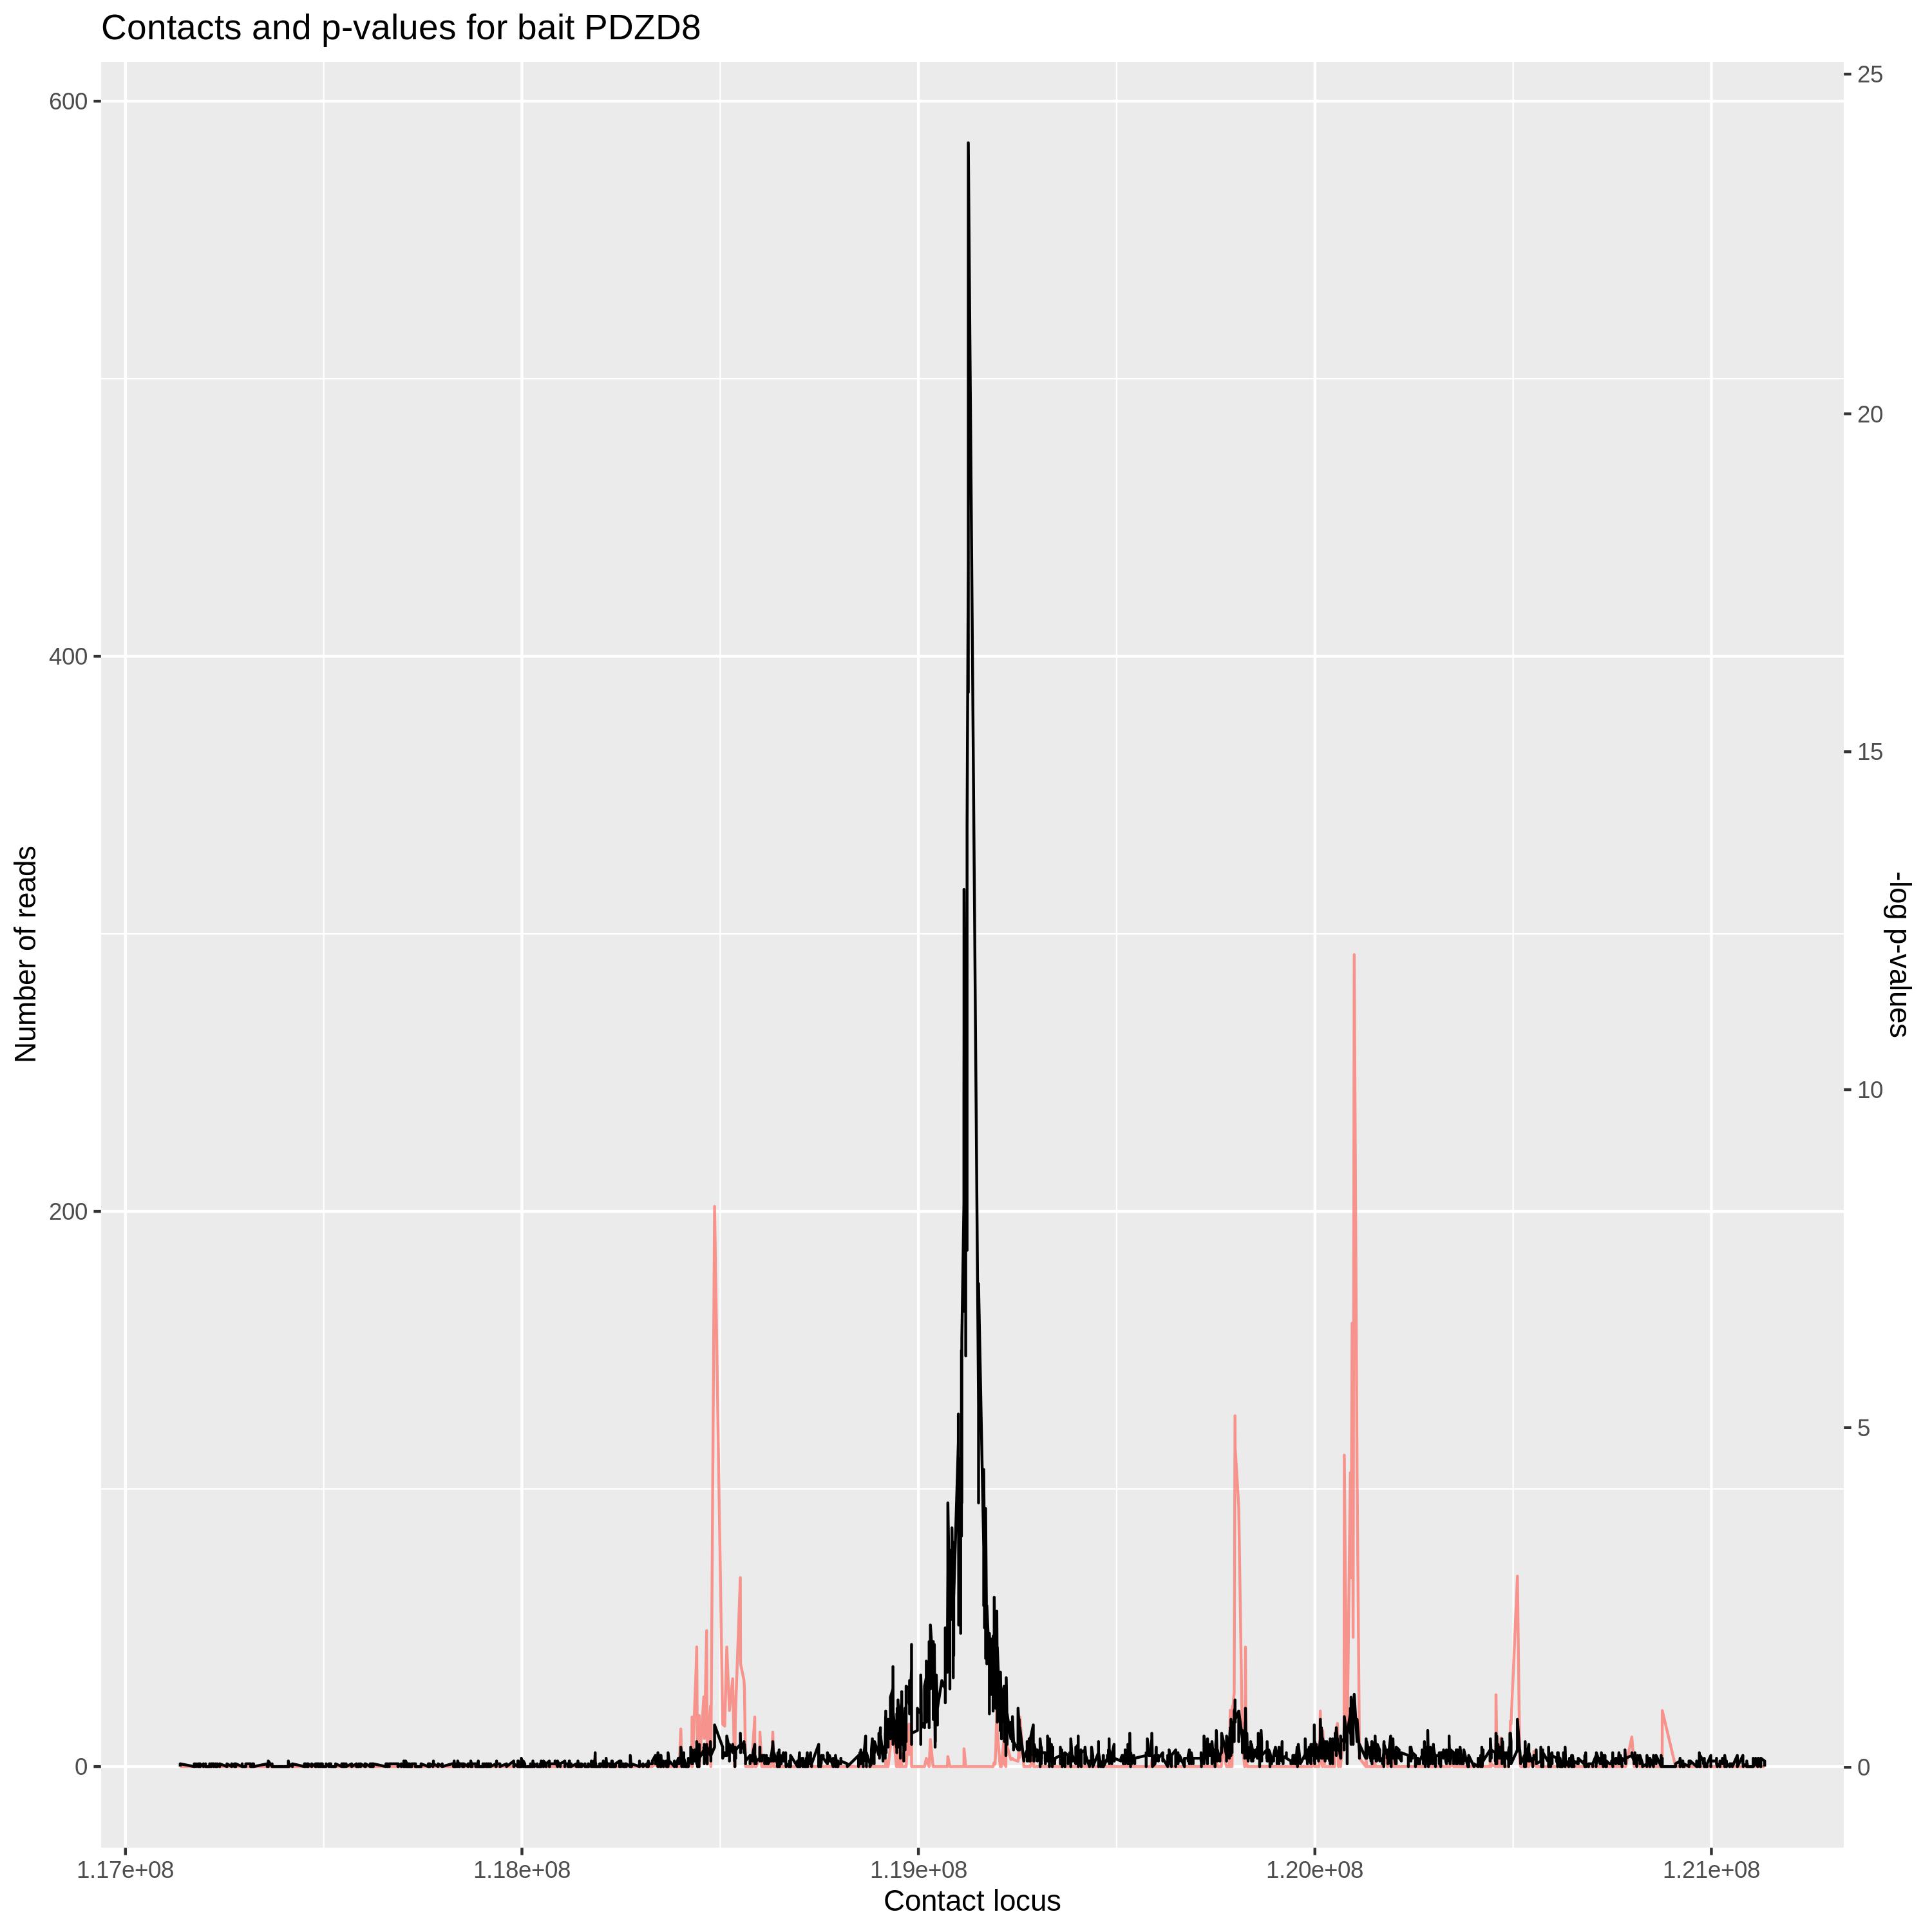 Contacts and p-values for bait PDZD8
600
400
200
0
Number of reads
25
20
15
10
5
0
-log p-values
1.17e+08
1.18e+08
1.19e+08
1.20e+08
1.21e+08
Contact locus